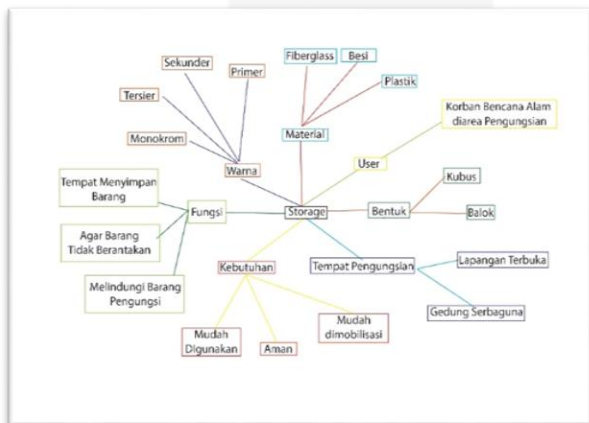 Sekunder
Primer
Tersier
Monokrom
Warna
Fiberglass
Besi
Plastik
Material
Korban Bencana Alam
diarea Pengungsian
User
Kubus
Bentuk
Balok
Storage
Tempat Menyimpan
Barang
Fungsi
Agar Barang
Tidak Berantakan
Melindungi Barang
Pengungsi
Kebutuhan
Mudah
Digunakan
Aman
Mudah
dimobilisasi
Tempat Pengungsian
Lapangan Terbuka
Gedung Serbaguna